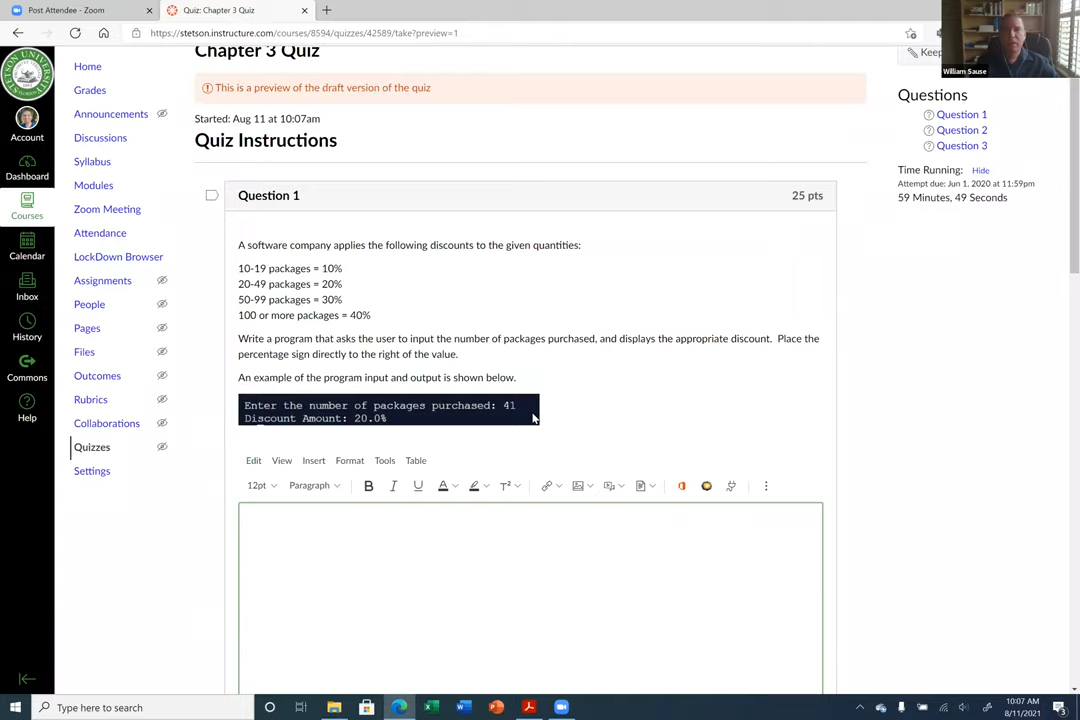 Post Attendee - Zoom
Quiz: Chapter 3 Quiz
https://stetson.instructure.com/courses/8594/quizzes/42589/take?preview=1
William Sause
STETSON UNIVERSITY
Account
Dashboard
Courses
Calendar
Inbox
History
Commons
Help
Home
Grades
Announcements
Discussions
Syllabus
Modules
Zoom Meeting
Attendance
LockDown Browser
Assignments
People
Pages
Files
Outcomes
Rubrics
Collaborations
Quizzes
Settings
Chapter 3 Quiz
This is a preview of the draft version of the quiz
Started: Aug 11 at 10:07am
Quiz Instructions
Question 1
25 pts
A software company applies the following discounts to the given quantities:
10-19 packages = 10%
20-49 packages = 20%
50-99 packages = 30%
100 or more packages = 40%
Write a program that asks the user to input the number of packages purchased, and displays the appropriate discount. Place the
percentage sign directly to the right of the value.
An example of the program input and output is shown below.
Enter the number of packages purchased: 41
Discount Amount: 20.0%
Edit View Insert Format Tools Table
12pt Paragraph B I U A T²
Keep
Questions
Question 1
Question 2
Question 3
Time Running: Hide
Attempt due: Jun 1, 2020 at 11:59pm
59 Minutes, 49 Seconds
Type here to search
10:07 AM
8/11/2021
3